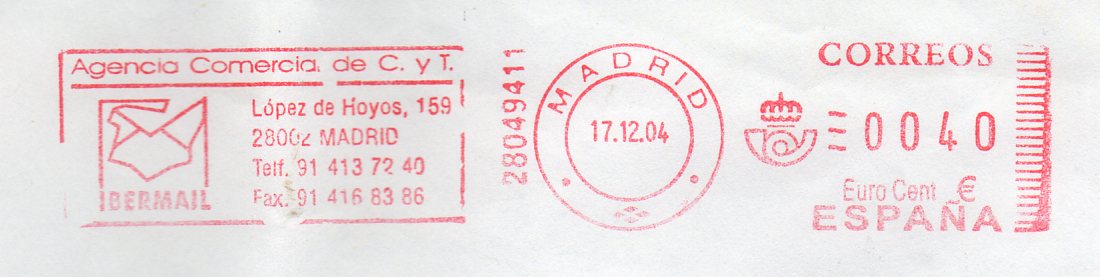 Agencia Comercial de C. y T.
López de Hoyos, 159
28002 MADRID
Telf. 91 413 72 40
Fax. 91 416 83 86
IBERMAIL
28049411
MADRID
17.12.04
CORREOS
0040
Euro Cent €
ESPAÑA